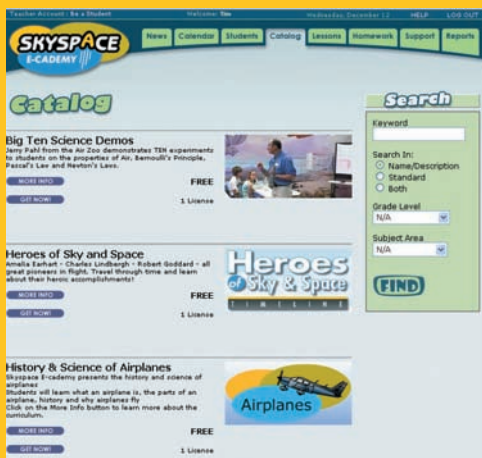 Teacher Account: Be a Student
Welcome: Tim
Wednesday, December 12
HELP
LOG OUT
SKYSPACE
E-CADEMY
News
Calendar
Students
Catalog
Lessons
Homework
Support
Reports
Catalog
Big Ten Science Demos
Jerry Pahl from the Air Zoo demonstrates TEN experiments
to students on the properties of Air, Bernoulli's Principle,
Pascal's Law and Newton's Laws.
MORE INFO
FREE
GET NOW!
1 License
Heroes of Sky and Space
Amelia Earhart - Charles Lindbergh - Robert Goddard - all
great pioneers in flight. Travel through time and learn
about their heroic accomplishments!
MORE INFO
FREE
GET NOW!
1 License
Heroes
of Sky & Space
TIMELINE
History & Science of Airplanes
Skyspace E-cademy presents the history and science of
airplanes
Students will learn what an airplane is, the parts of an
airplane, history and why airplanes fly
Click on the More Info button to learn more about the
curriculum.
MORE INFO
FREE
GET NOW!
1 License
Airplanes
Search
Keyword
Search In:
Name/Description
Standard
Both
Grade Level
N/A
Subject Area
N/A
FIND